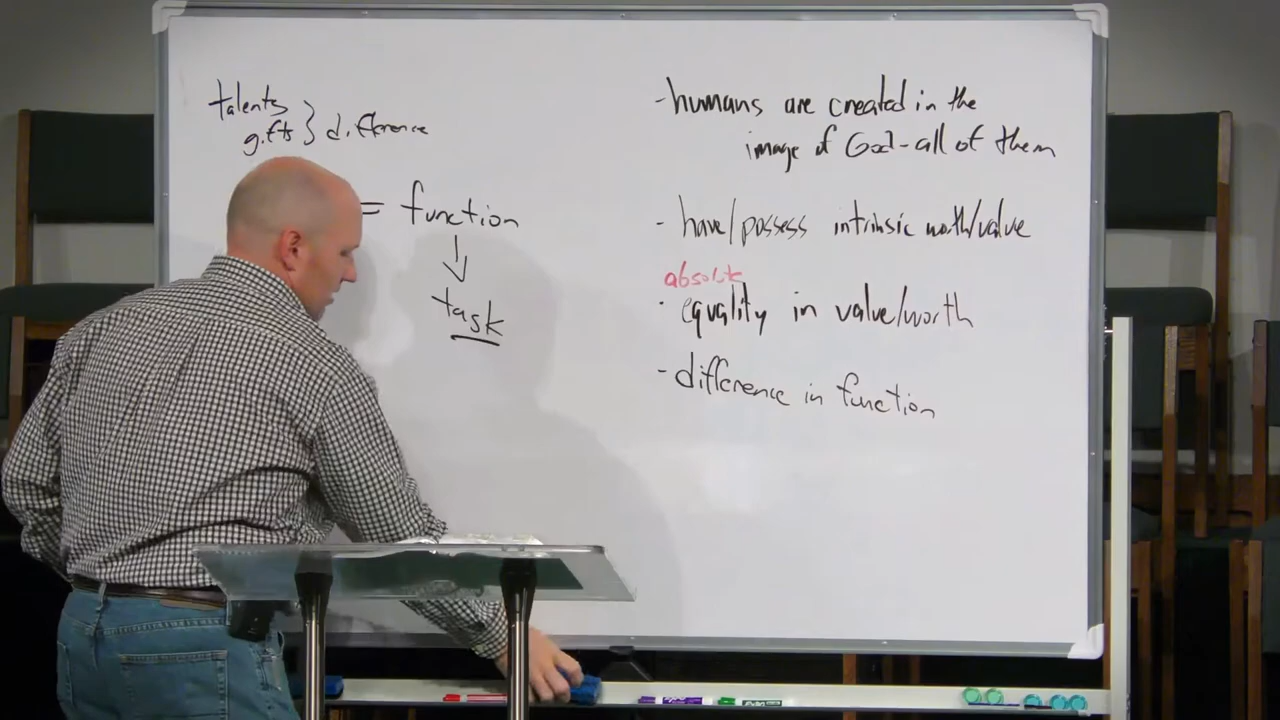 talents
gifts } difference
= function
↓
task
- humans are created in the
image of God - all of them
- have/possess intrinsic worth/value
absolute
· equality in value/worth
- difference in function